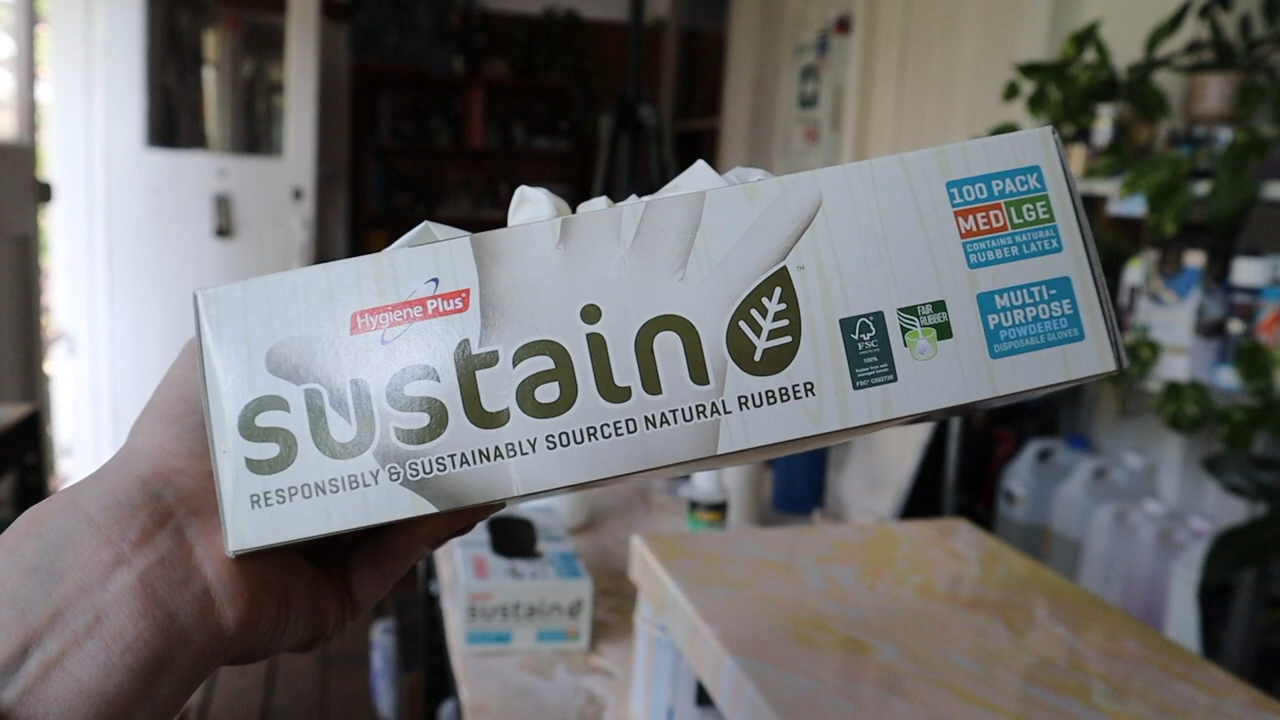 Hygiene Plus
sustain
RESPONSIBLY & SUSTAINABLY SOURCED NATURAL RUBBER
FSC
100%
FAIR
RUBBER
100 PACK
MED LGE
CONTAINS NATURAL
RUBBER LATEX
MULTI-
PURPOSE
POWDERED
DISPOSABLE GLOVES
sustain